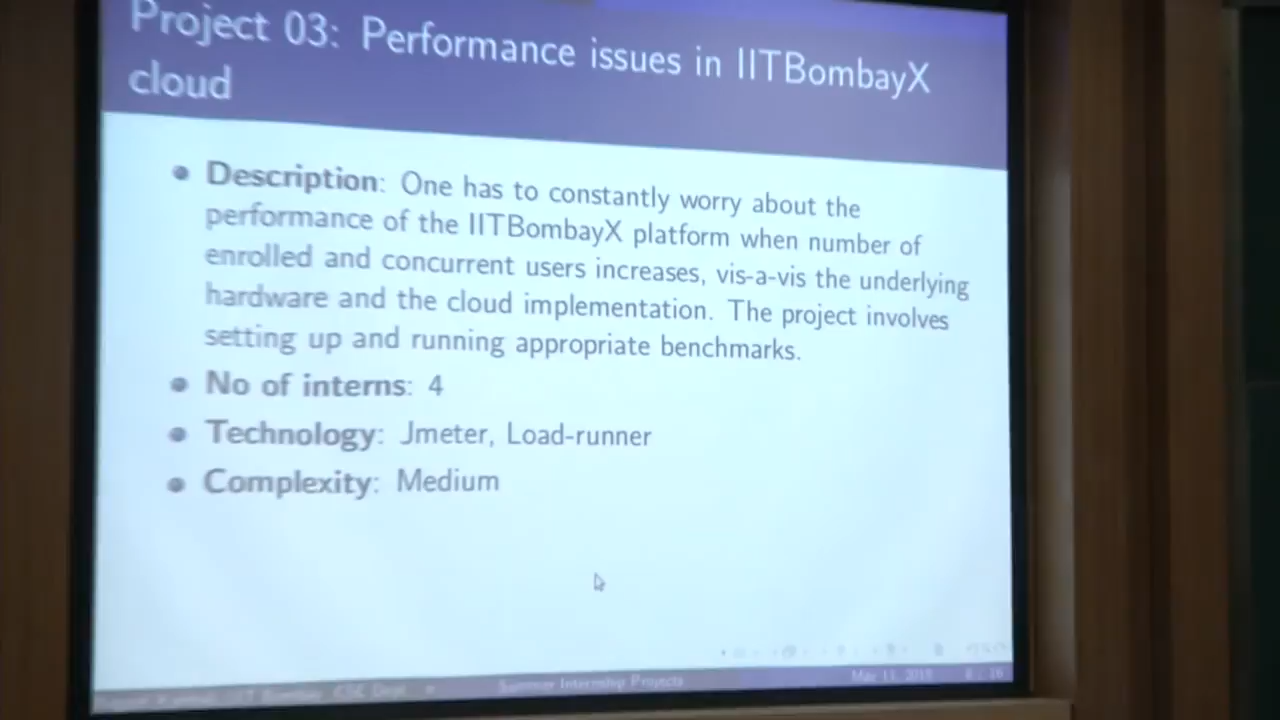 Project 03: Performance issues in IITBombayX
cloud
Description: One has to constantly worry about the
performance of the IITBombayX platform when number of
enrolled and concurrent users increases, vis-a-vis the underlying
hardware and the cloud implementation. The project involves
setting up and running appropriate benchmarks.
No of interns: 4
Technology: Jmeter, Load-runner
Complexity: Medium
Summer Internship Projects